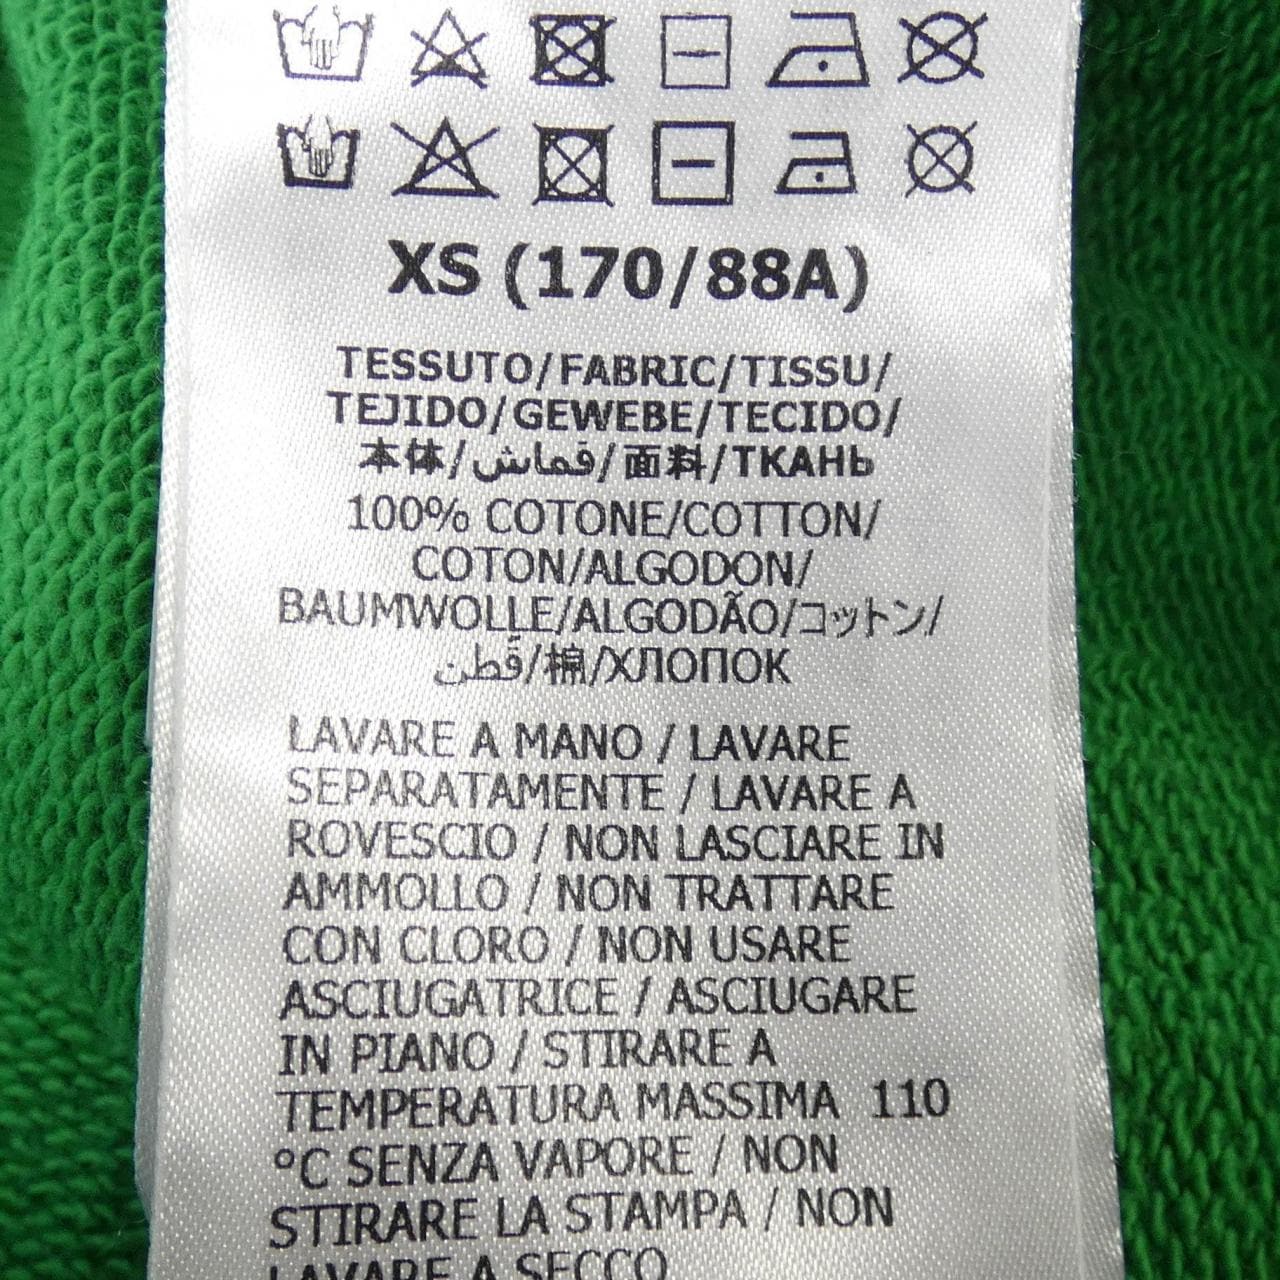 XS (170/88A)
TESSUTO/FABRIC/TISSU/
TEJIDO/GEWEBE/TECIDO/
本体/قماش/面料/ТКАНЬ
100% COTONE/COTTON/
COTON/ALGODON/
BAUMWOLLE/ALGODÃO/コットン/
قُطن/棉/ХЛОПОК
LAVARE A MANO / LAVARE
SEPARATAMENTE / LAVARE A
ROVESCIO / NON LASCIARE IN
AMMOLLO / NON TRATTARE
CON CLORO / NON USARE
ASCIUGATRICE / ASCIUGARE
IN PIANO / STIRARE A
TEMPERATURA MASSIMA 110
°C SENZA VAPORE / NON
STIRARE LA STAMPA / NON
LAVARE A SECCO